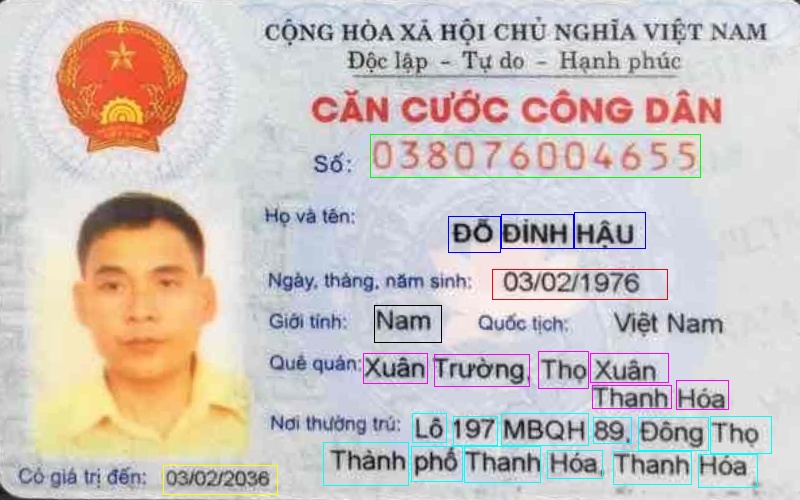 CỘNG HÒA XÃ HỘI CHỦ NGHĨA VIỆT NAM
Độc lập - Tự do - Hạnh phúc
CĂN CƯỚC CÔNG DÂN
Số: 038076004655
Họ và tên: ĐỖ ĐÌNH HẬU
Ngày, tháng, năm sinh: 03/02/1976
Giới tính: Nam Quốc tịch: Việt Nam
Quê quán: Xuân Trường, Thọ Xuân
Thanh Hóa
Nơi thường trú: Lô 197 MBQH 89, Đông Thọ
Thành phố Thanh Hóa, Thanh Hóa
Có giá trị đến: 03/02/2036